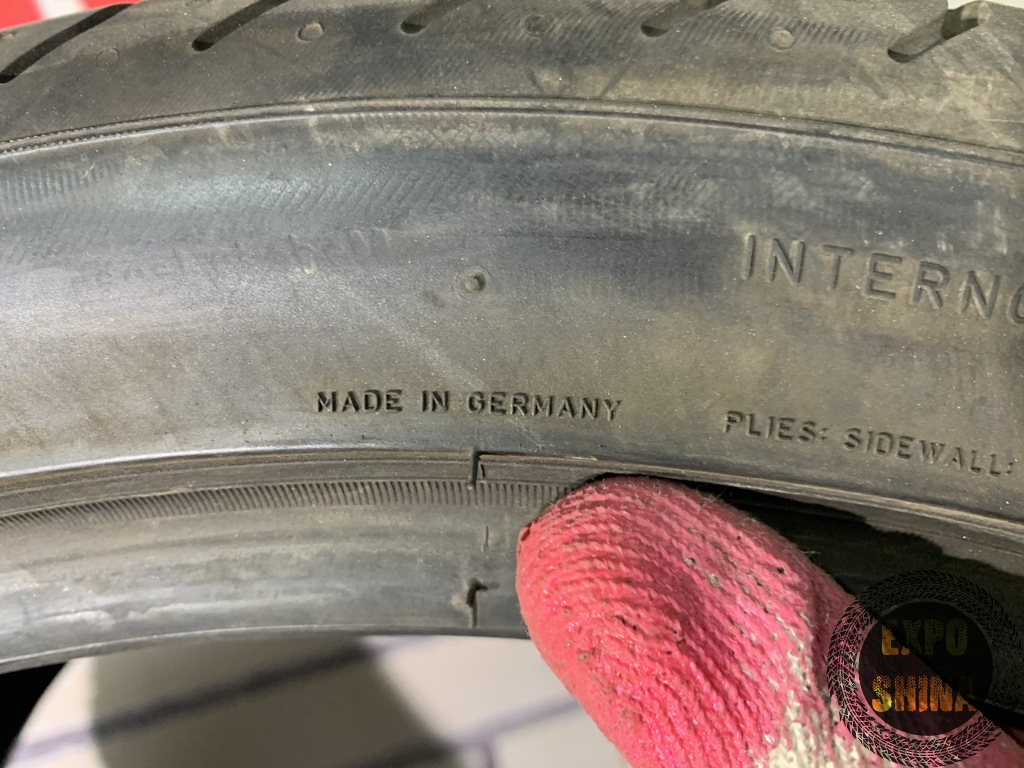 INTERNO
MADE IN GERMANY
PLIES: SIDEWALL:
EXPO
SHINA